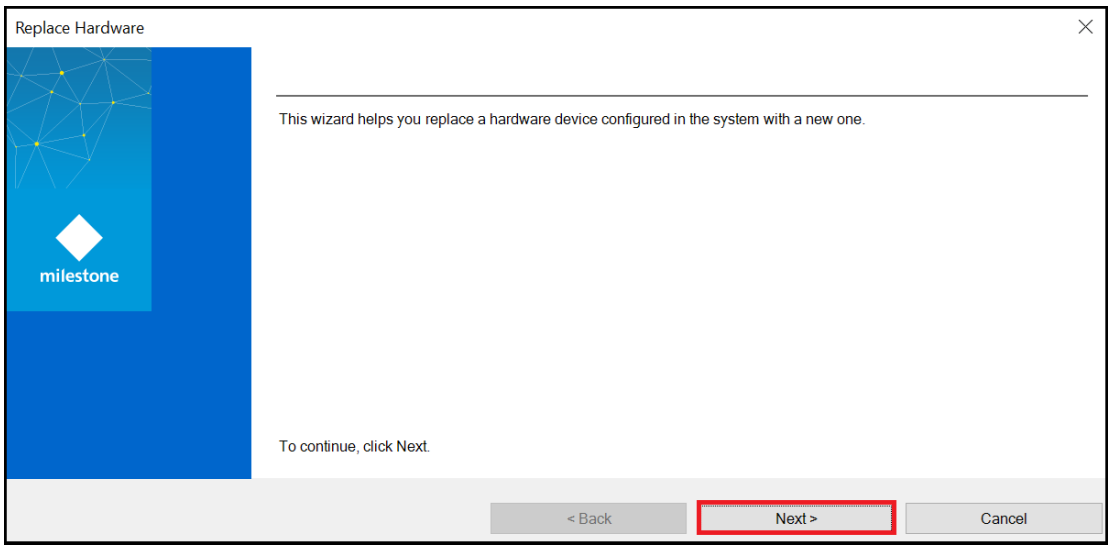 Replace Hardware
This wizard helps you replace a hardware device configured in the system with a new one.
milestone
To continue, click Next.
< Back
Next >
Cancel